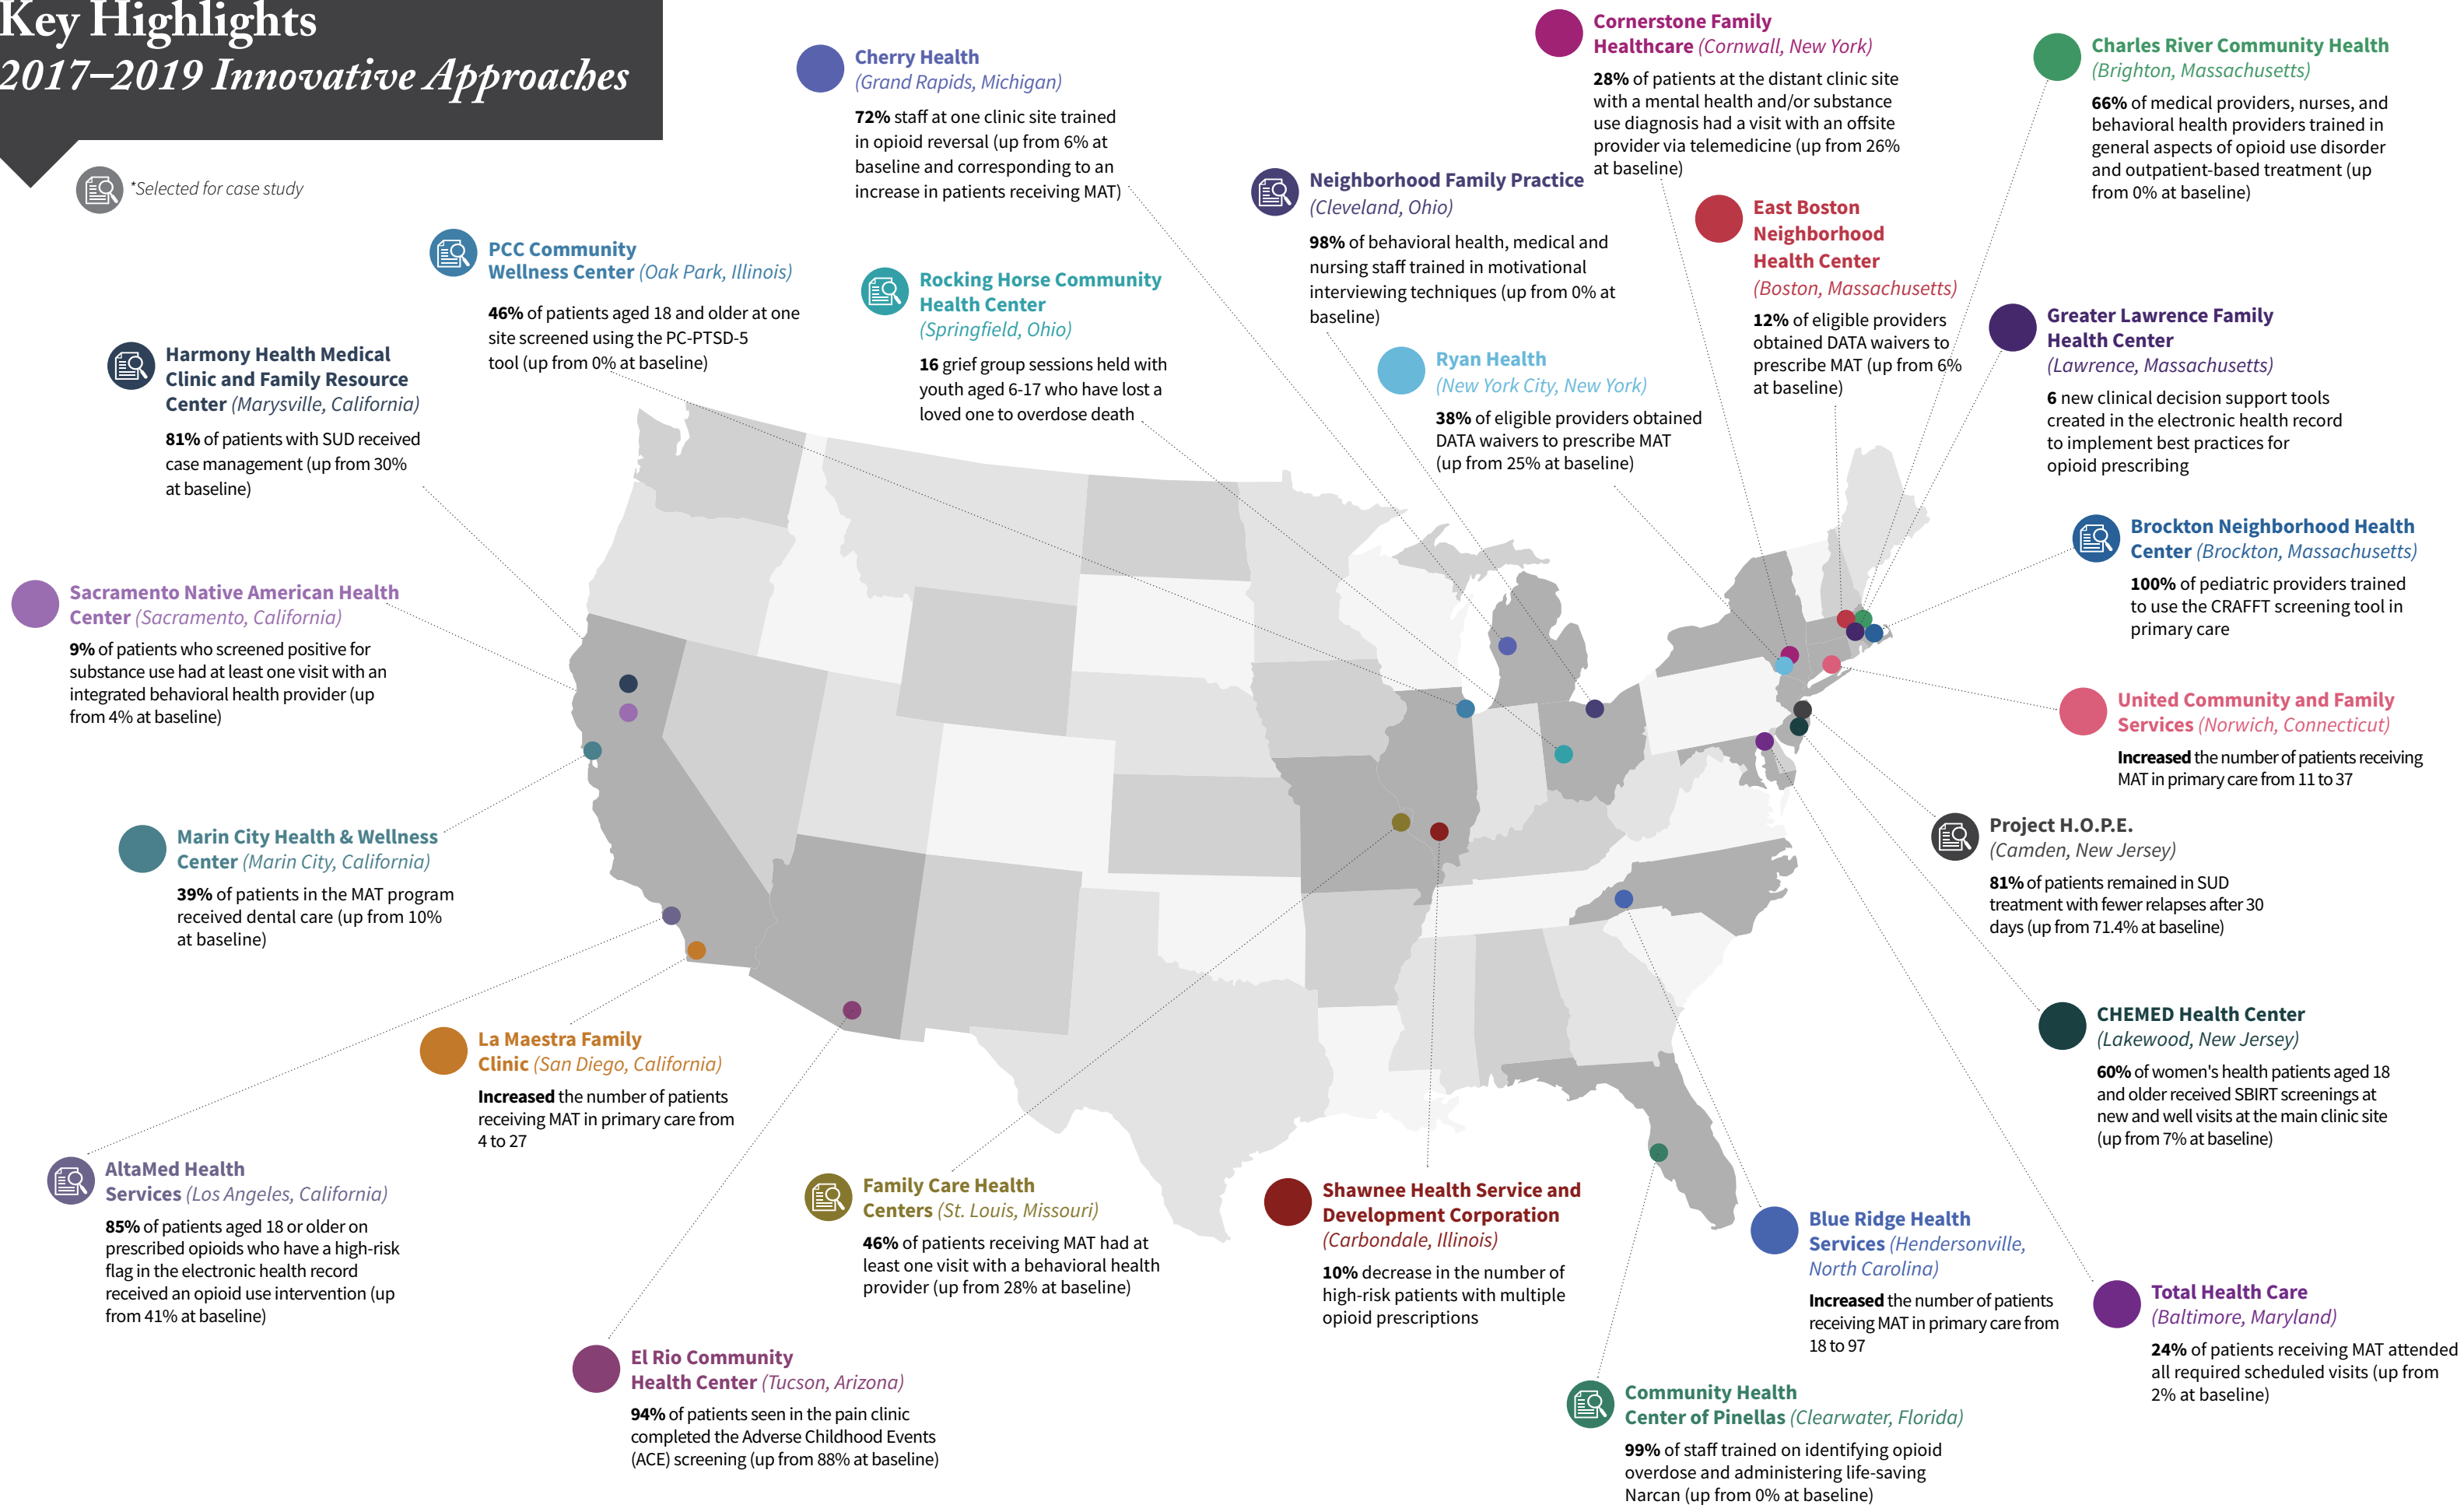 Key Highlights
2017–2019 Innovative Approaches
*Selected for case study
Cherry Health
(Grand Rapids, Michigan)
72% staff at one clinic site trained
in opioid reversal (up from 6% at
baseline and corresponding to an
increase in patients receiving MAT)
Cornerstone Family
Healthcare (Cornwall, New York)
28% of patients at the distant clinic site
with a mental health and/or substance
use diagnosis had a visit with an offsite
provider via telemedicine (up from 26%
at baseline)
Charles River Community Health
(Brighton, Massachusetts)
66% of medical providers, nurses, and
behavioral health providers trained in
general aspects of opioid use disorder
and outpatient-based treatment (up
from 0% at baseline)
Neighborhood Family Practice
(Cleveland, Ohio)
98% of behavioral health, medical and
nursing staff trained in motivational
interviewing techniques (up from 0% at
baseline)
East Boston
Neighborhood
Health Center
(Boston, Massachusetts)
12% of eligible providers
obtained DATA waivers to
prescribe MAT (up from 6%
at baseline)
PCC Community
Wellness Center (Oak Park, Illinois)
46% of patients aged 18 and older at one
site screened using the PC-PTSD-5
tool (up from 0% at baseline)
Rocking Horse Community
Health Center
(Springfield, Ohio)
16 grief group sessions held with
youth aged 6-17 who have lost a
loved one to overdose death
Ryan Health
(New York City, New York)
38% of eligible providers obtained
DATA waivers to prescribe MAT
(up from 25% at baseline)
Greater Lawrence Family
Health Center
(Lawrence, Massachusetts)
6 new clinical decision support tools
created in the electronic health record
to implement best practices for
opioid prescribing
Harmony Health Medical
Clinic and Family Resource
Center (Marysville, California)
81% of patients with SUD received
case management (up from 30%
at baseline)
Brockton Neighborhood Health
Center (Brockton, Massachusetts)
100% of pediatric providers trained
to use the CRAFFT screening tool in
primary care
Sacramento Native American Health
Center (Sacramento, California)
9% of patients who screened positive for
substance use had at least one visit with an
integrated behavioral health provider (up
from 4% at baseline)
United Community and Family
Services (Norwich, Connecticut)
Increased the number of patients receiving
MAT in primary care from 11 to 37
Marin City Health & Wellness
Center (Marin City, California)
39% of patients in the MAT program
received dental care (up from 10%
at baseline)
Project H.O.P.E.
(Camden, New Jersey)
81% of patients remained in SUD
treatment with fewer relapses after 30
days (up from 71.4% at baseline)
La Maestra Family
Clinic (San Diego, California)
Increased the number of patients
receiving MAT in primary care from
4 to 27
CHEMED Health Center
(Lakewood, New Jersey)
60% of women's health patients aged 18
and older received SBIRT screenings at
new and well visits at the main clinic site
(up from 7% at baseline)
AltaMed Health
Services (Los Angeles, California)
85% of patients aged 18 or older on
prescribed opioids who have a high-risk
flag in the electronic health record
received an opioid use intervention (up
from 41% at baseline)
Family Care Health
Centers (St. Louis, Missouri)
46% of patients receiving MAT had at
least one visit with a behavioral health
provider (up from 28% at baseline)
Shawnee Health Service and
Development Corporation
(Carbondale, Illinois)
10% decrease in the number of
high-risk patients with multiple
opioid prescriptions
Blue Ridge Health
Services (Hendersonville,
North Carolina)
Increased the number of patients
receiving MAT in primary care from
18 to 97
Total Health Care
(Baltimore, Maryland)
24% of patients receiving MAT attended
all required scheduled visits (up from
2% at baseline)
El Rio Community
Health Center (Tucson, Arizona)
94% of patients seen in the pain clinic
completed the Adverse Childhood Events
(ACE) screening (up from 88% at baseline)
Community Health
Center of Pinellas (Clearwater, Florida)
99% of staff trained on identifying opioid
overdose and administering life-saving
Narcan (up from 0% at baseline)